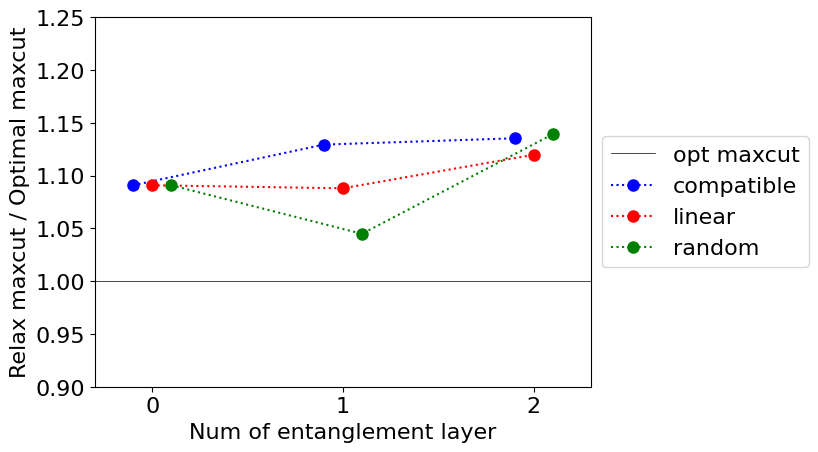 Relax maxcut / Optimal maxcut
1.25
1.20
1.15
1.10
1.05
1.00
0.95
0.90
0
1
2
Num of entanglement layer
opt maxcut
compatible
linear
random